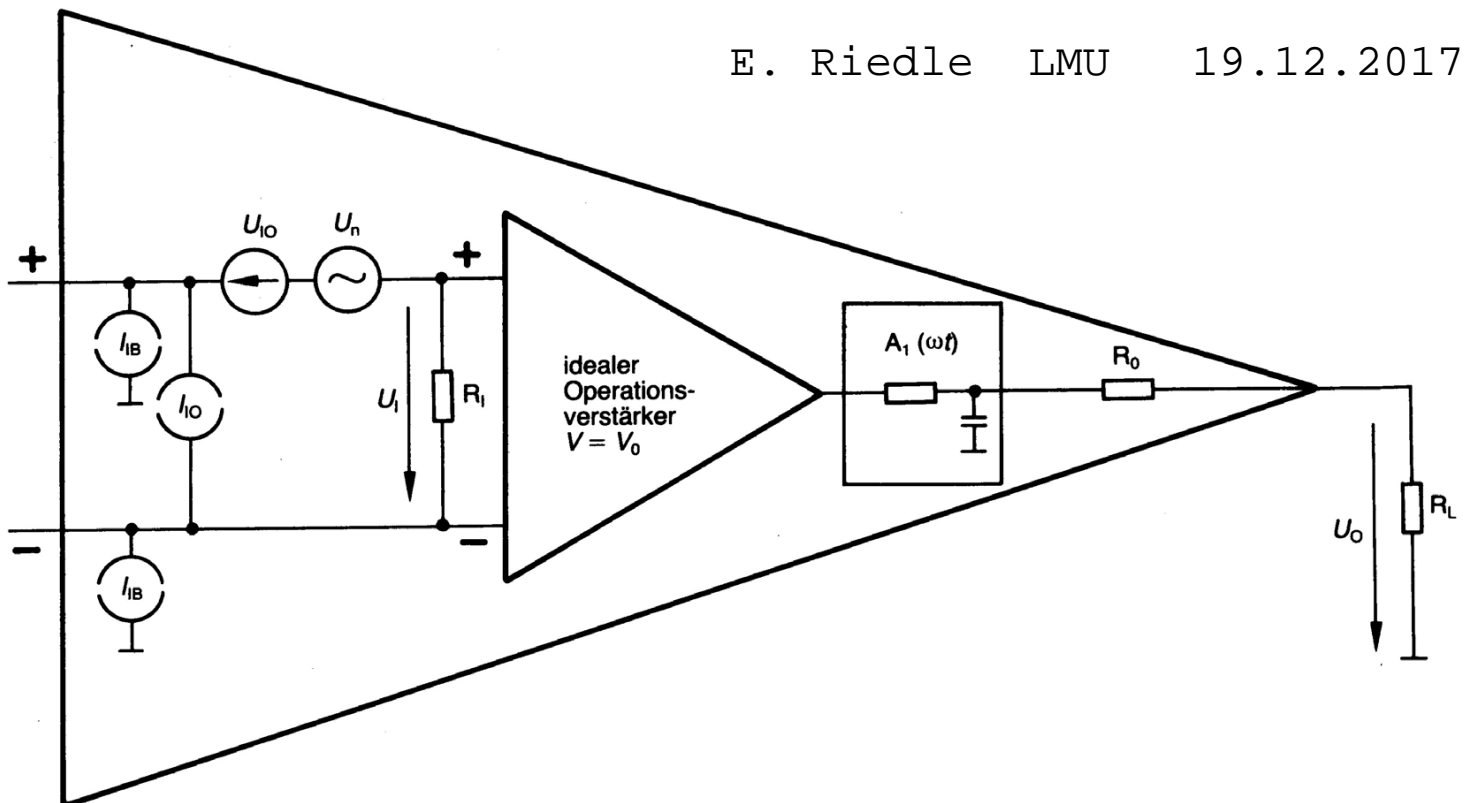 E. Riedle LMU 19.12.2017
U_IO
U_n
+
+
I_IB
I_IO
U_I
R_I
idealer
Operations-
verstärker
V = V_0
A_1 (ωt)
R_0
−
−
I_IB
U_O
R_L